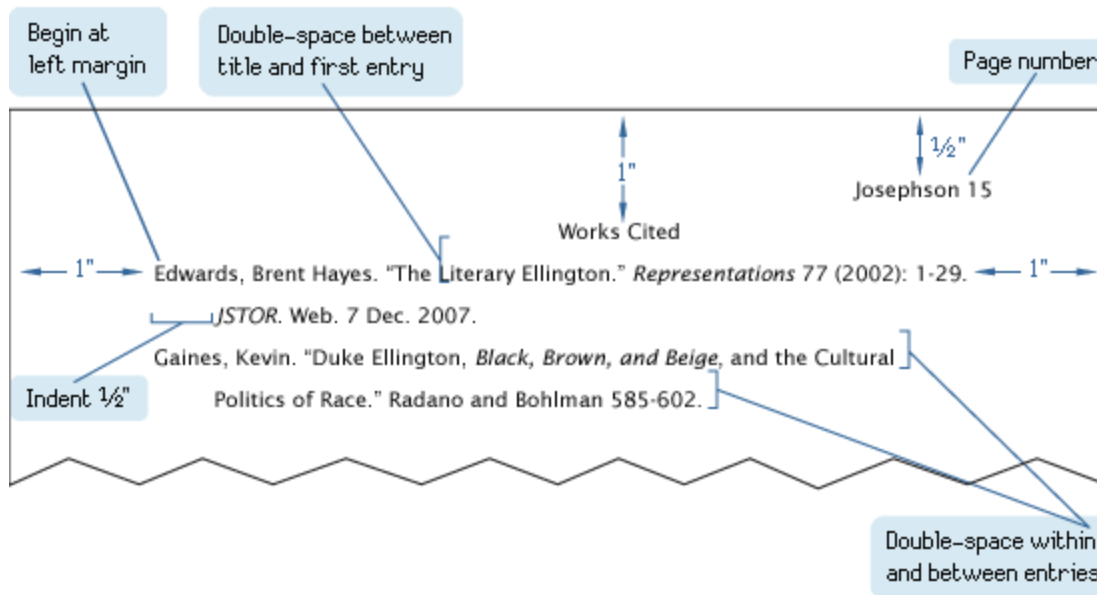 Begin at
left margin
Double-space between
title and first entry
Page number
1"
½"
Josephson 15
Works Cited
1"
Edwards, Brent Hayes. “The Literary Ellington.” Representations 77 (2002): 1-29.
1"
JSTOR. Web. 7 Dec. 2007.
Gaines, Kevin. “Duke Ellington, Black, Brown, and Beige, and the Cultural
Indent ½"
Politics of Race.” Radano and Bohlman 585-602.
Double-space within
and between entries